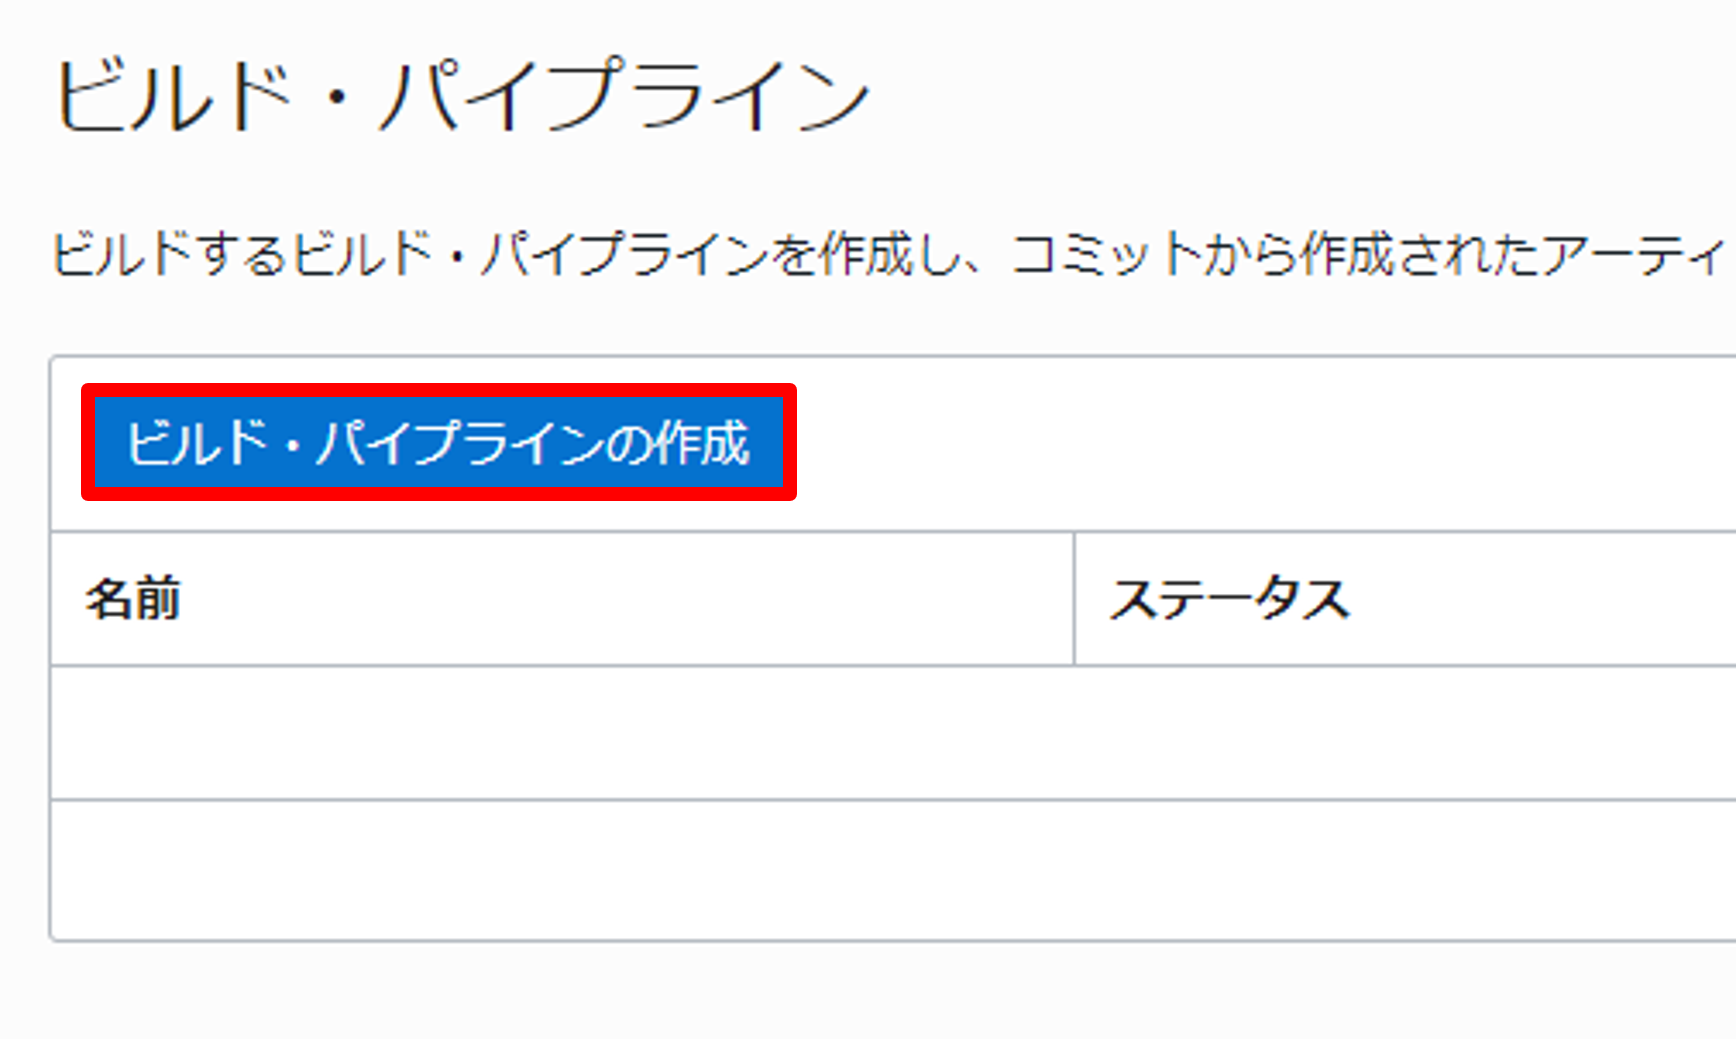 ビルド・パイプライン
ビルドするビルド・パイプラインを作成し、コミットから作成されたアーティ
ビルド・パイプラインの作成
名前
ステータス